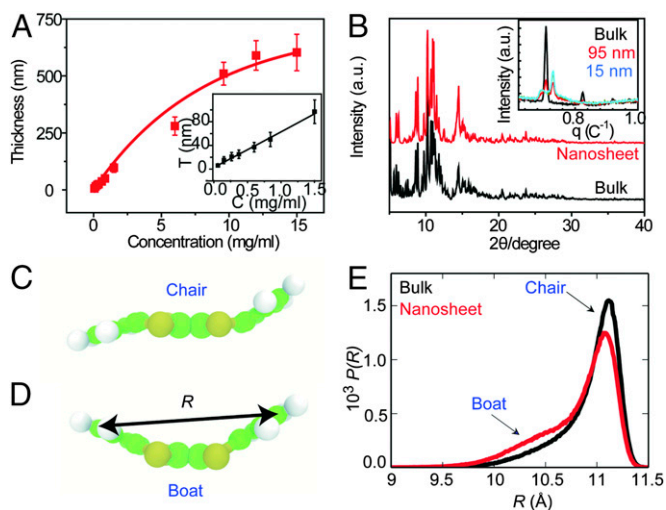 A
Thickness (nm)
750
500
250
0
0
5
10
15
Concentration (mg/ml)
T (nm)
80
40
0
0.0
0.5
1.0
1.5
C (mg/ml)
B
Intensity (a.u.)
Nanosheet
Bulk
10
20
30
40
2θ/degree
Intensity (a.u.)
Bulk
95 nm
15 nm
0.8
1.0
q (C⁻¹)
C
Chair
D
R
Boat
E
Bulk
Nanosheet
Chair
Boat
10³ P(R)
1.5
1.0
0.5
0.0
9
9.5
10
10.5
11
11.5
R (Å)